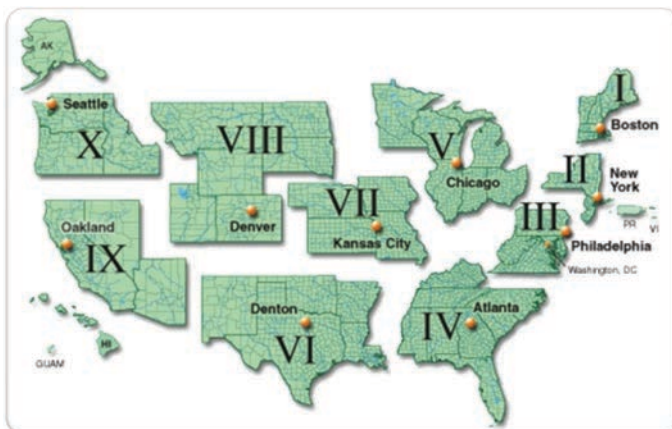 AK
Seattle
X
VIII
V
I
Boston
Chicago
II
New
York
Denver
VII
Kansas City
III
PR
VI
Philadelphia
Washington, DC
Oakland
IX
HI
GUAM
Denton
VI
Atlanta
IV